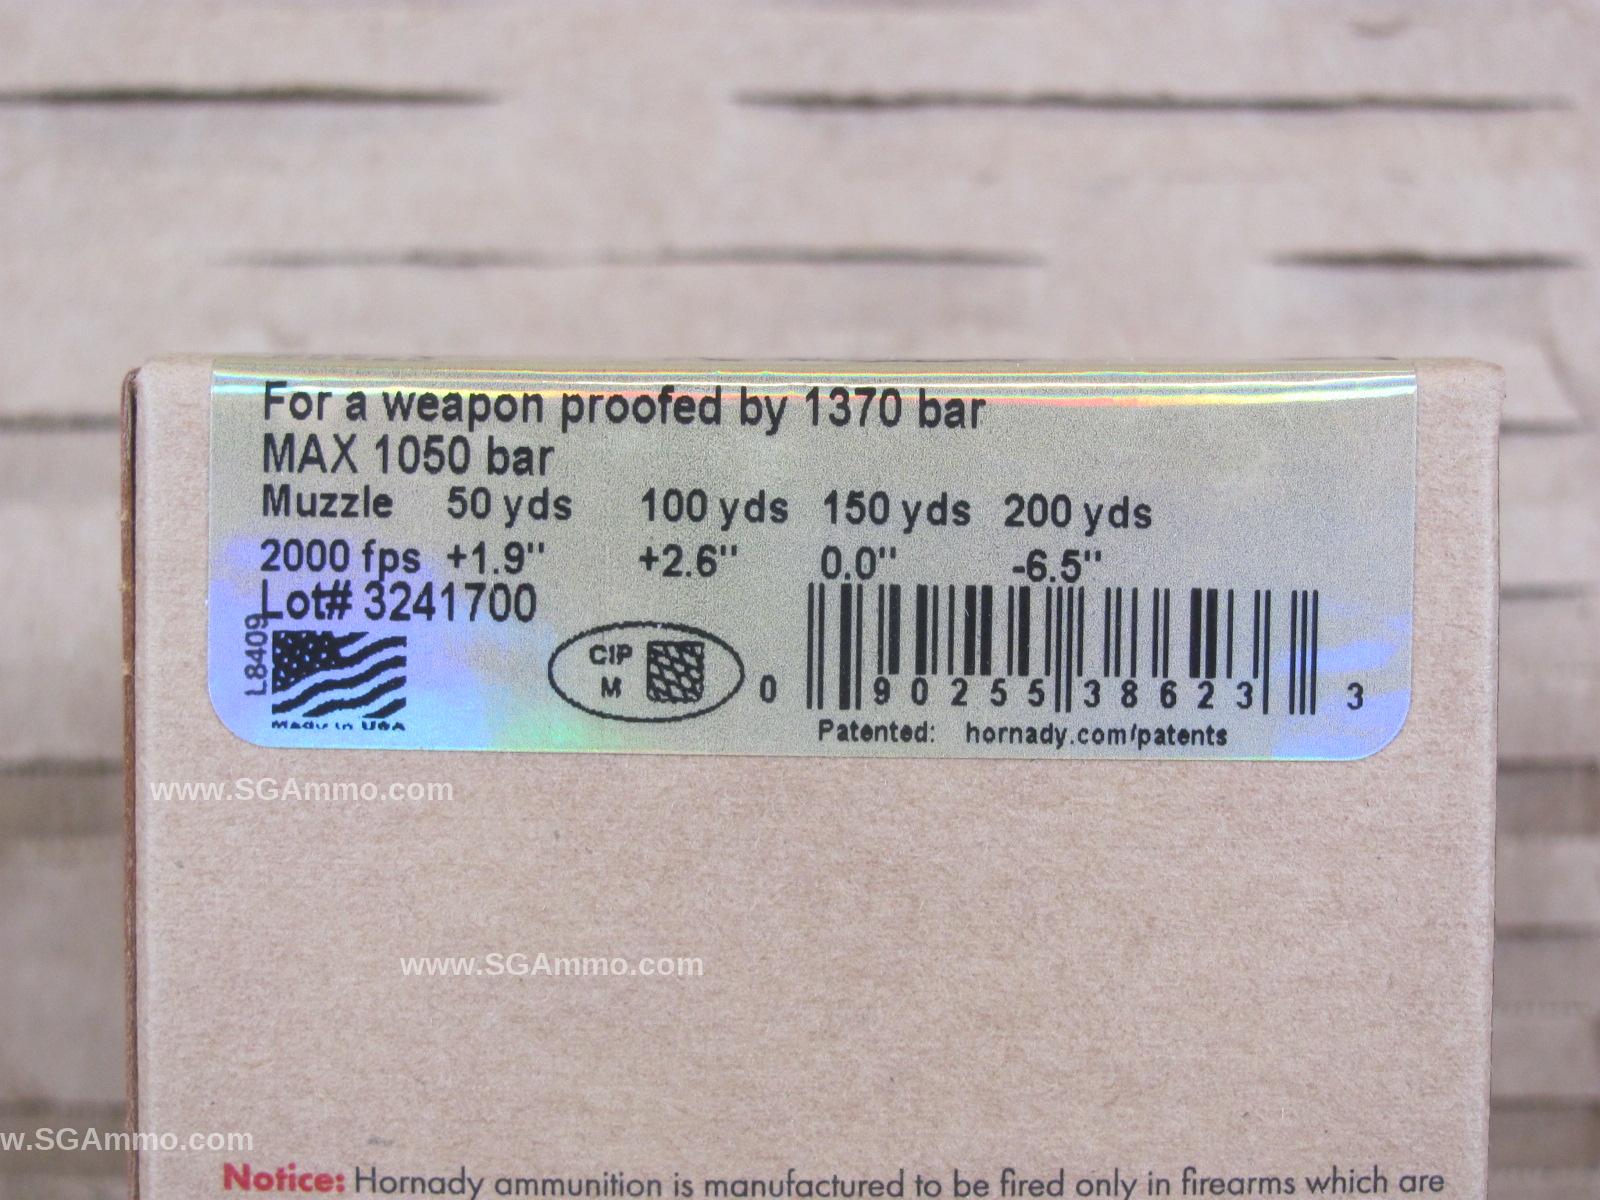 For a weapon proofed by 1370 bar
MAX 1050 bar
Muzzle 50 yds 100 yds 150 yds 200 yds
2000 fps +1.9" +2.6" 0.0" -6.5"
Lot# 3241700
L8409
Made in USA
CIP
M
0 90255 38623 3
Patented: hornady.com/patents
www.SGAmmo.com
www.SGAmmo.com
w.SGAmmo.com
Notice: Hornady ammunition is manufactured to be fired only in firearms which are